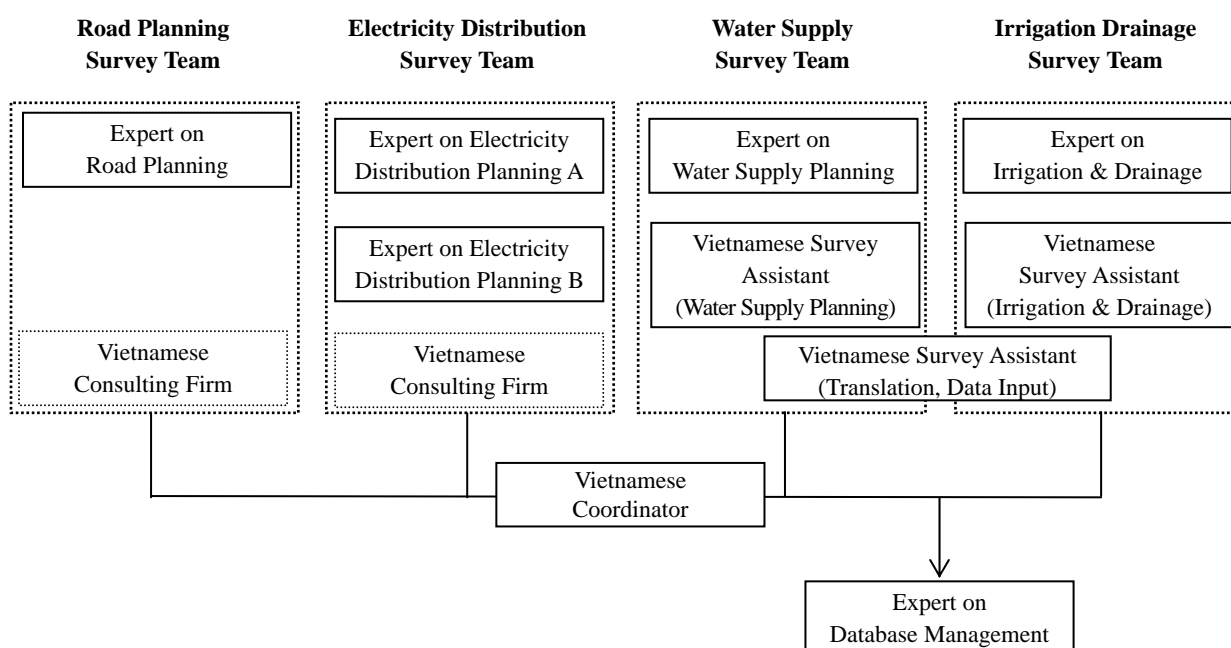 Road Planning
Survey Team
Electricity Distribution
Survey Team
Water Supply
Survey Team
Irrigation Drainage
Survey Team
Expert on
Road Planning
Vietnamese
Consulting Firm
Expert on Electricity
Distribution Planning A
Expert on Electricity
Distribution Planning B
Vietnamese
Consulting Firm
Expert on
Water Supply Planning
Vietnamese Survey
Assistant
(Water Supply Planning)
Expert on
Irrigation & Drainage
Vietnamese
Survey Assistant
(Irrigation & Drainage)
Vietnamese Survey Assistant
(Translation, Data Input)
Vietnamese
Coordinator
Expert on
Database Management